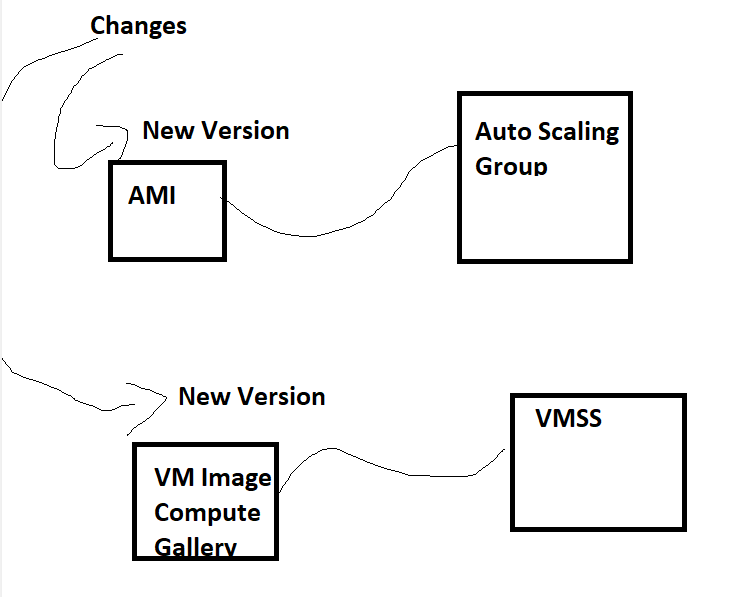 Changes
New Version
AMI
Auto Scaling
Group
New Version
VM Image
Compute
Gallery
VMSS